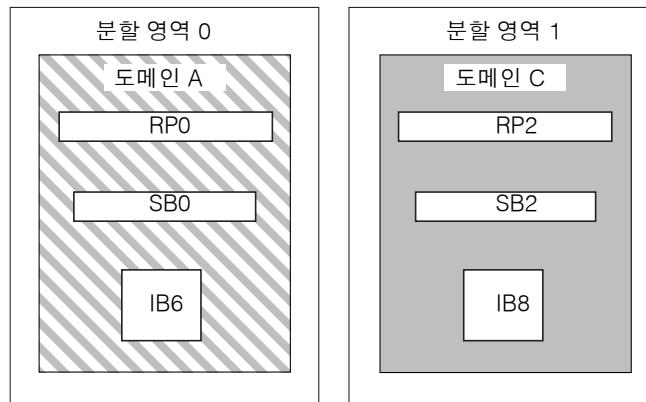 분할 영역 0
도메인 A
RP0
SB0
IB6
분할 영역 1
도메인 C
RP2
SB2
IB8